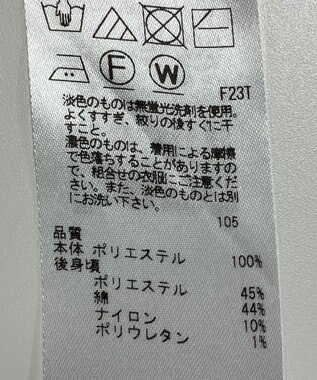 F
W
F23T
淡色のものは無蛍光洗剤を使用。
よくすすぎ、絞りの後すぐに干
すこと。
濃色のものは、着用による摩擦
で色落ちすることがありますの
で、組合せの衣服にご注意くだ
さい。また、淡色のものとは別
にお洗い下さい。
105
品質
本体 ポリエステル 100%
後身頃
ポリエステル 45%
綿 44%
ナイロン 10%
ポリウレタン 1%